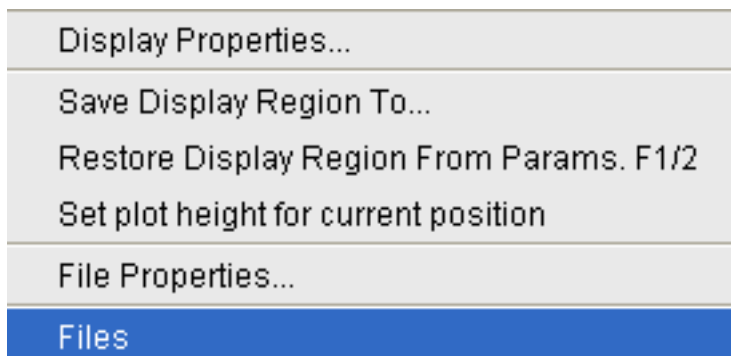 Display Properties...
Save Display Region To...
Restore Display Region From Params. F1/2
Set plot height for current position
File Properties...
Files